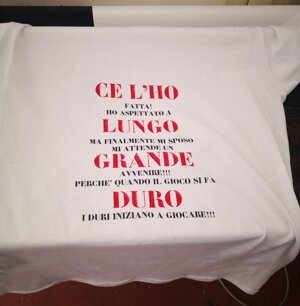 CE L'HO
FATTA!
HO ASPETTATO A
LUNGO
MA FINALMENTE MI SPOSO
MI ATTENDE UN
GRANDE
AVVENIRE!!!
PERCHE' QUANDO IL GIOCO SI FA
DURO
I DURI INIZIANO A GIOCARE!!!